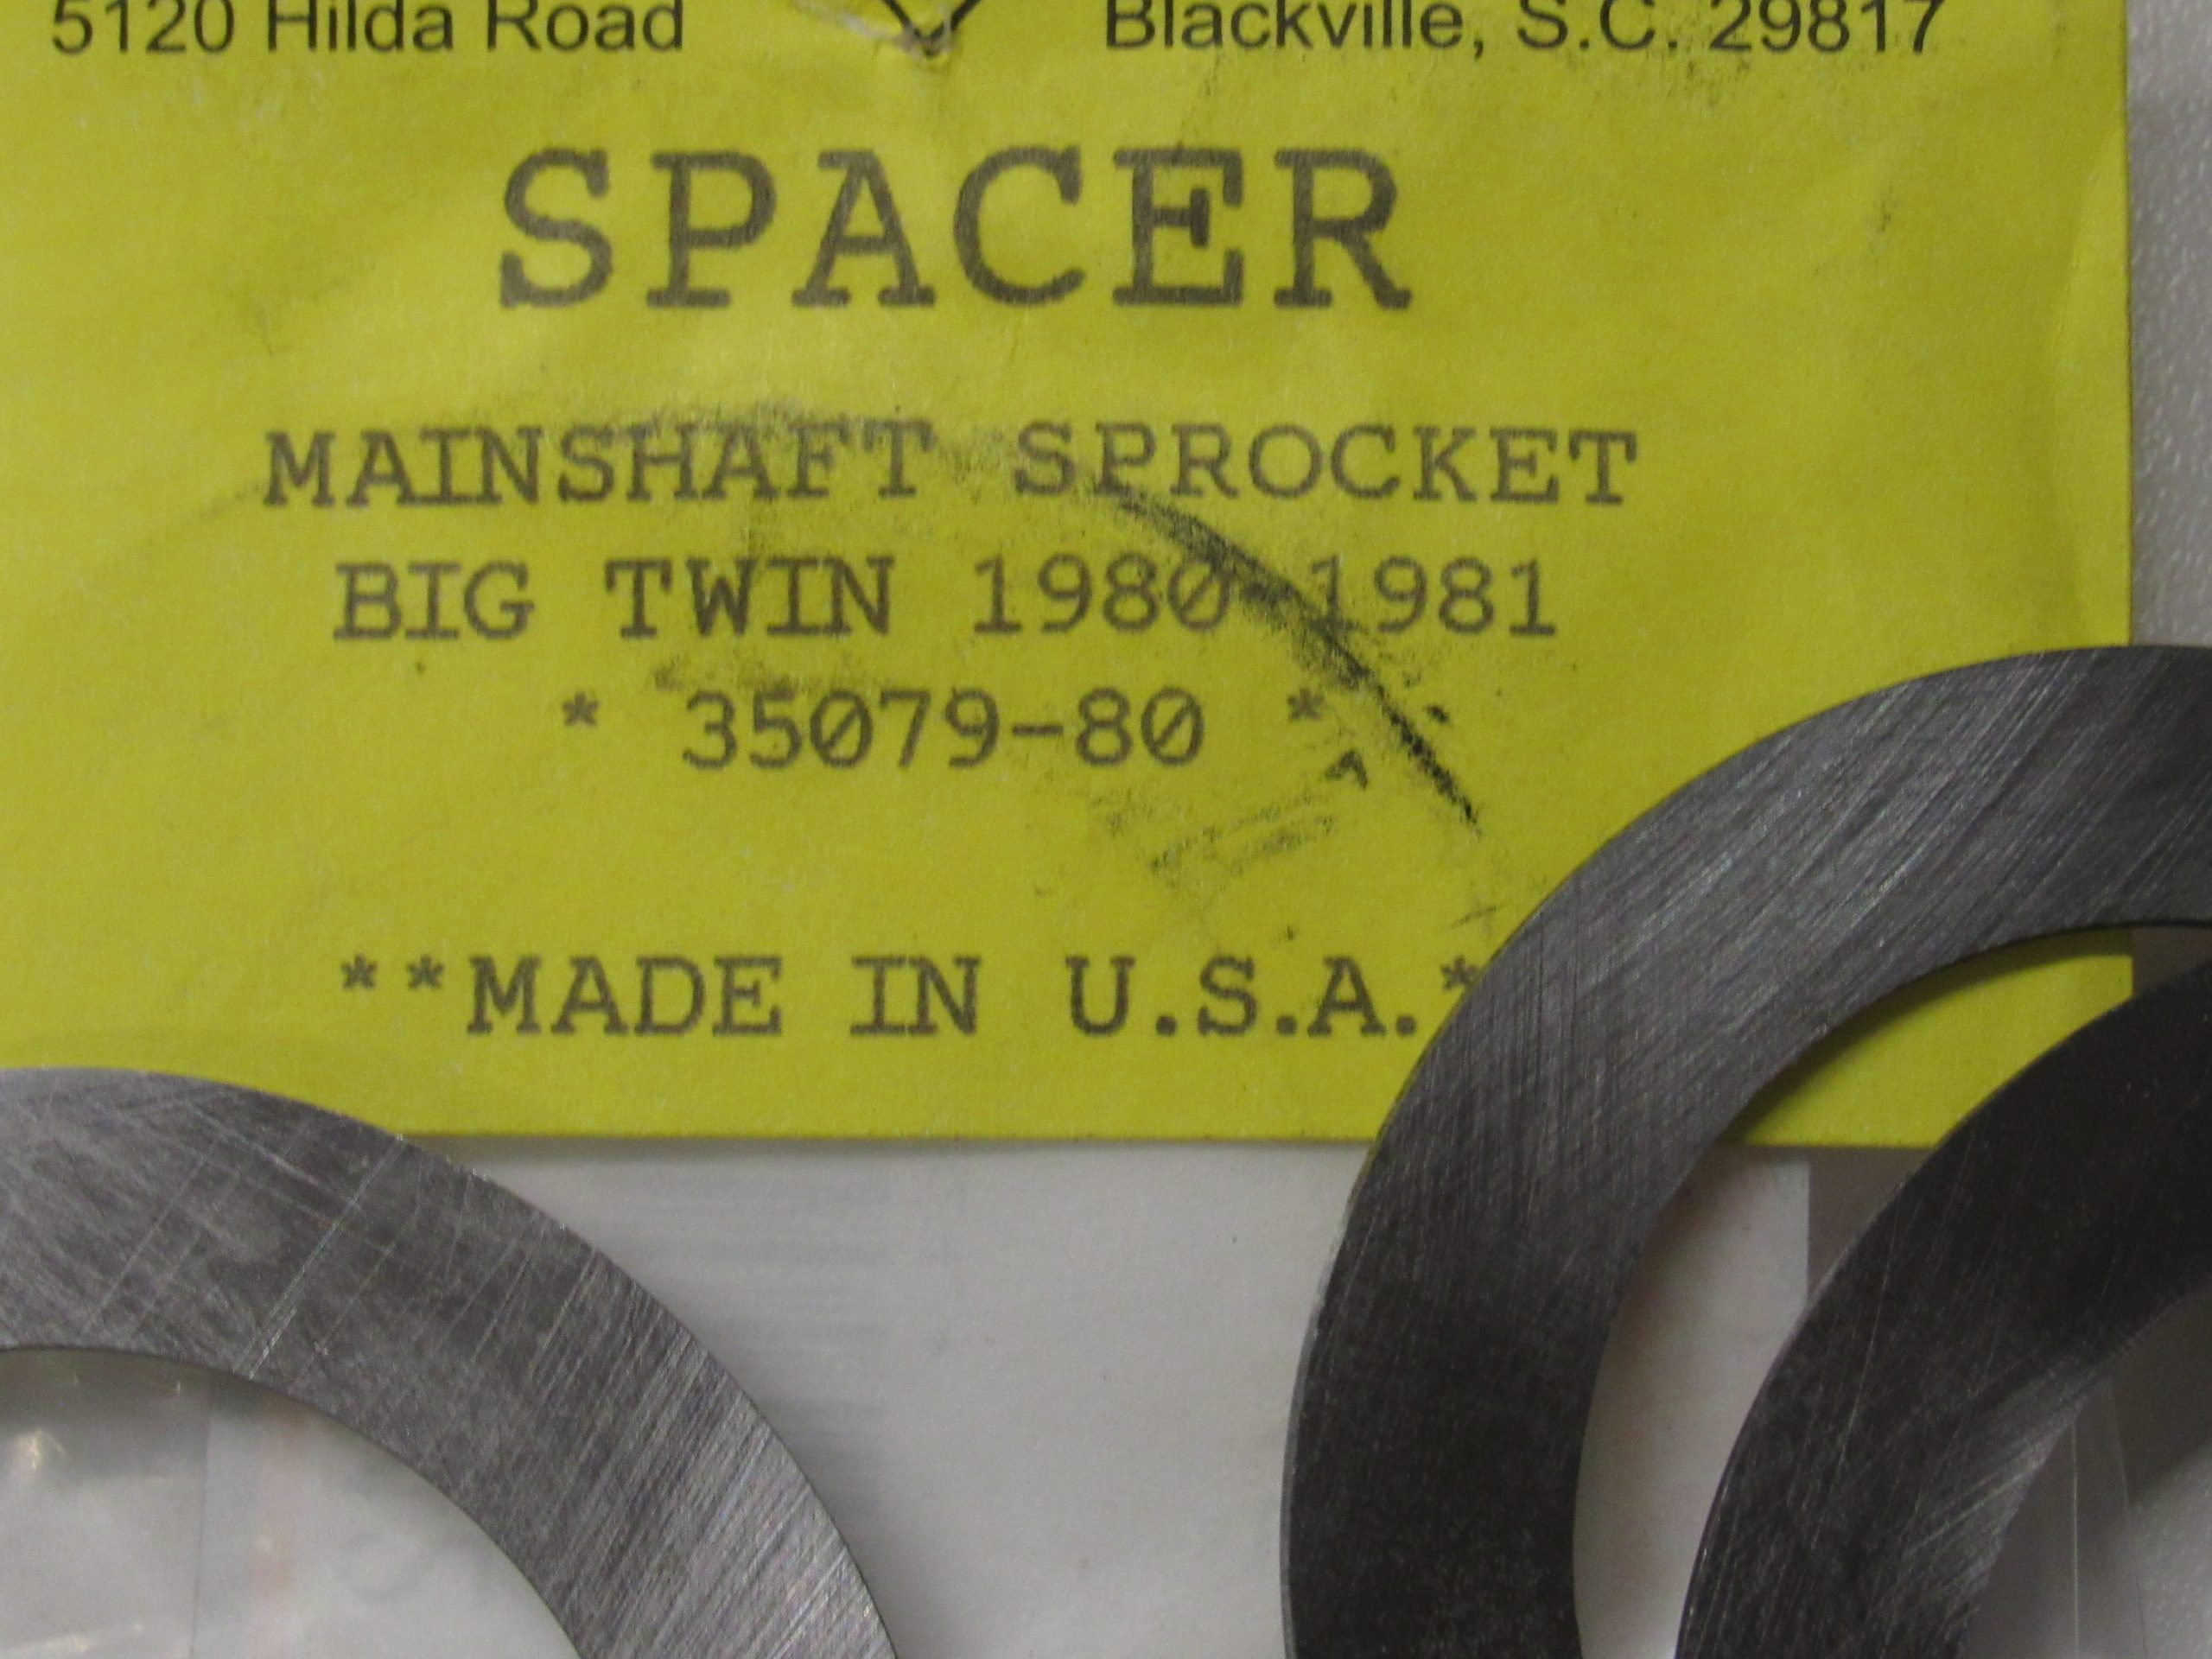 5120 Hilda Road Blackville, S.C. 29817
SPACER
MAINSHAFT SPROCKET
BIG TWIN 1980-1981
* 35079-80 *
**MADE IN U.S.A.*